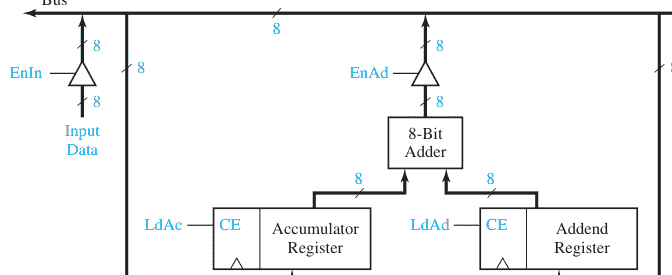 Bus
8
8
8
8
8
EnIn
EnAd
8
8
Input
Data
8-Bit
Adder
8
8
LdAc
CE
Accumulator
Register
LdAd
CE
Addend
Register